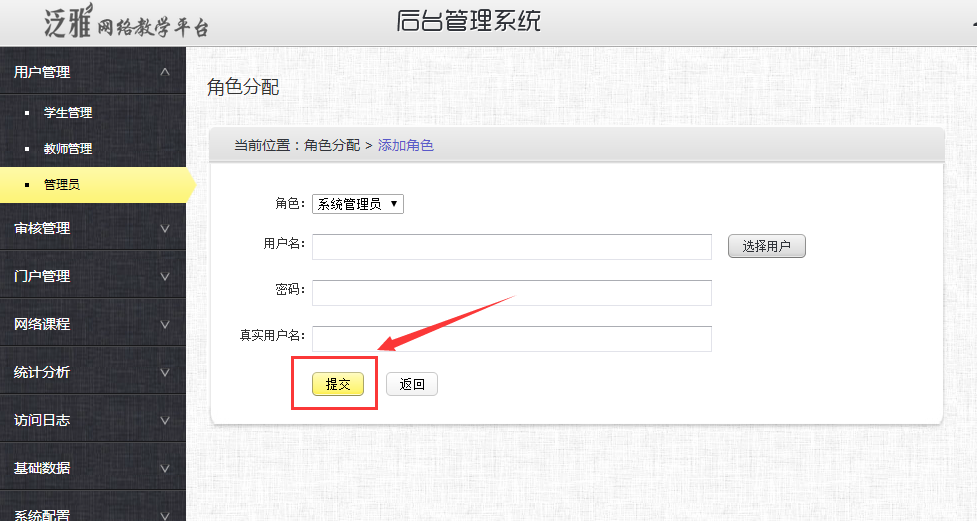 泛雅 网络教学平台
后台管理系统
用户管理
学生管理
教师管理
管理员
审核管理
门户管理
网络课程
统计分析
访问日志
基础数据
系统配置
角色分配
当前位置：角色分配 > 添加角色
角色： 系统管理员
用户名： 选择用户
密码：
真实用户名：
提交 返回